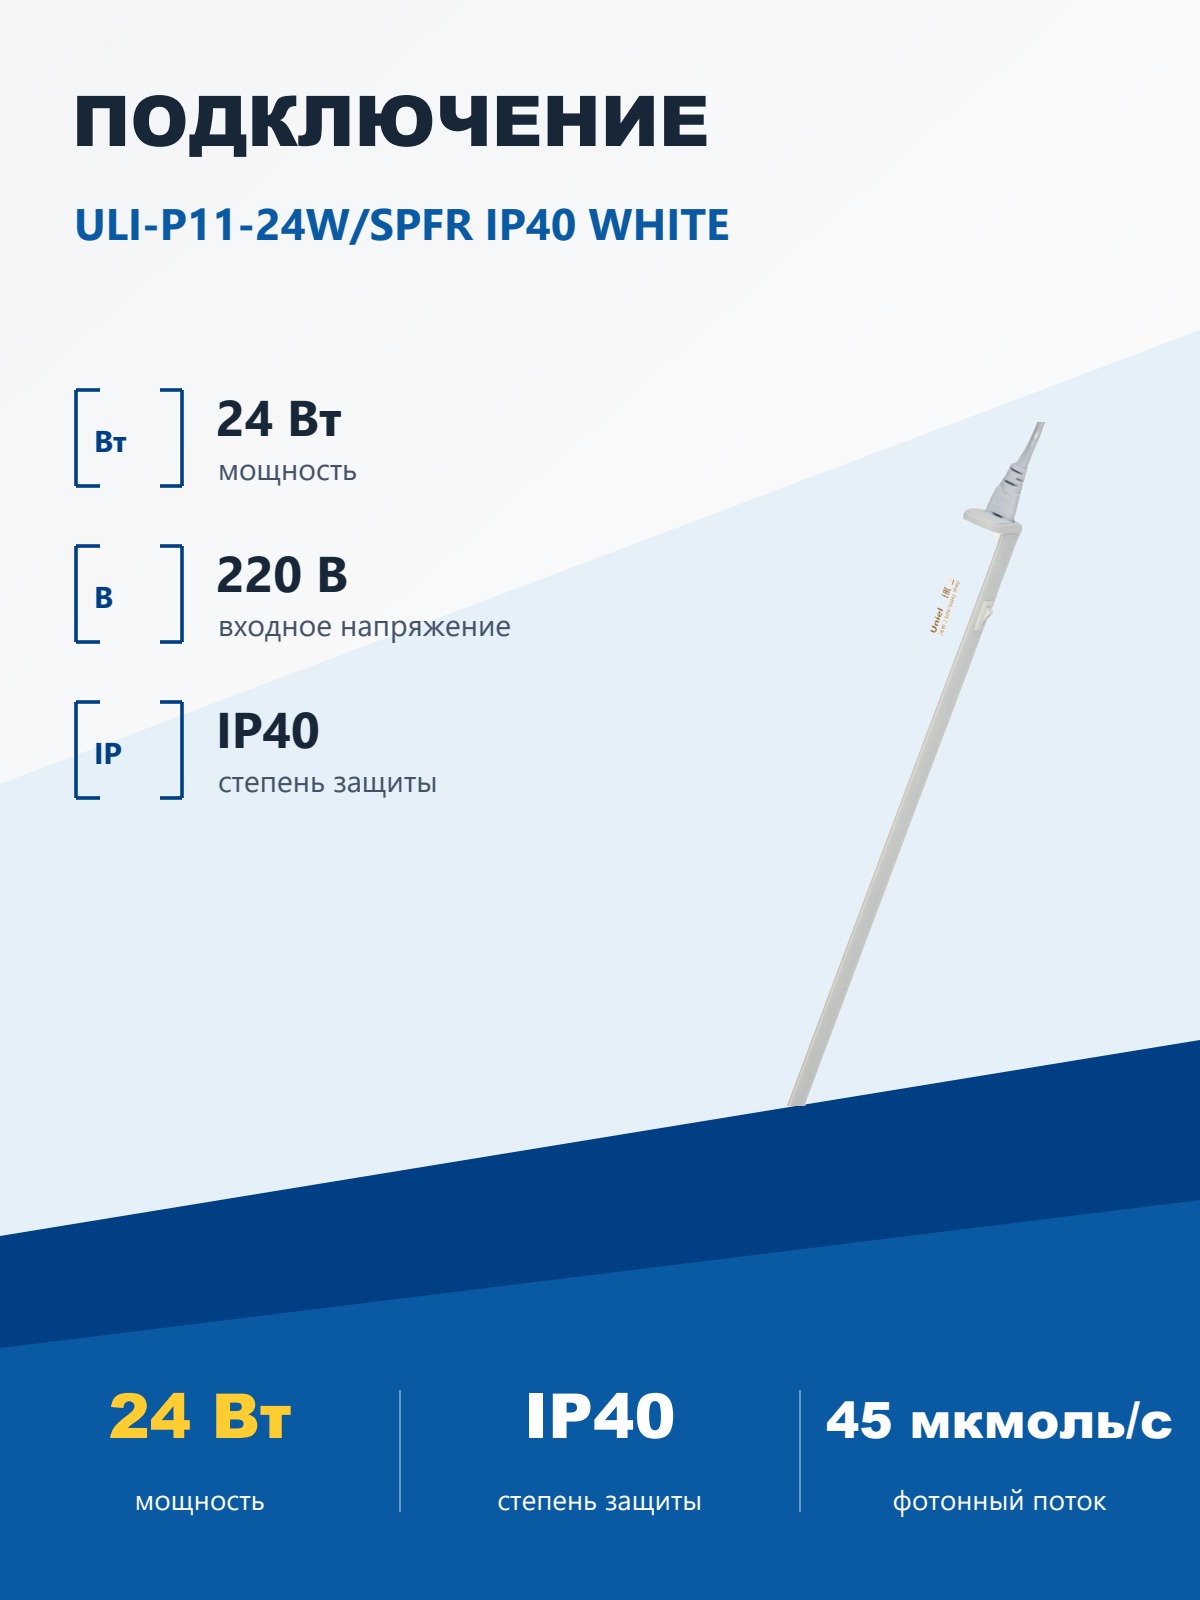 ПОДКЛЮЧЕНИЕ
ULI-P11-24W/SPFR IP40 WHITE
Вт
24 Вт
мощность
В
220 В
входное напряжение
IP
IP40
степень защиты
Uniel
24 Вт
мощность
IP40
степень защиты
45 мкмоль/с
фотонный поток